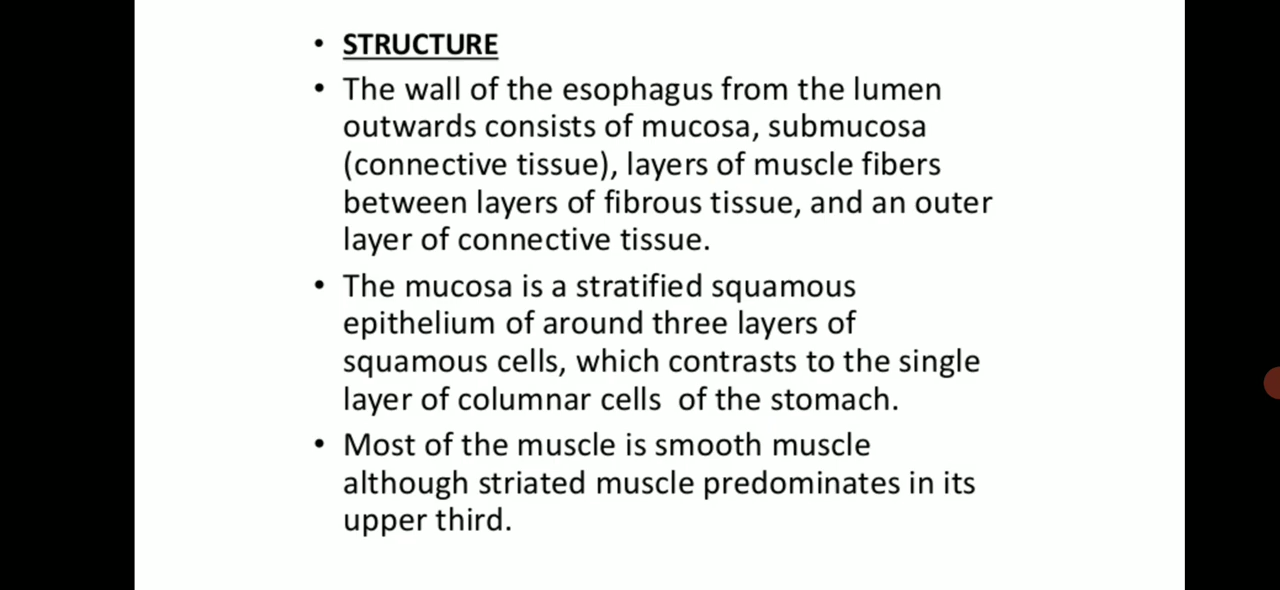 • STRUCTURE
• The wall of the esophagus from the lumen
outwards consists of mucosa, submucosa
(connective tissue), layers of muscle fibers
between layers of fibrous tissue, and an outer
layer of connective tissue.
• The mucosa is a stratified squamous
epithelium of around three layers of
squamous cells, which contrasts to the single
layer of columnar cells  of the stomach.
• Most of the muscle is smooth muscle
although striated muscle predominates in its
upper third.